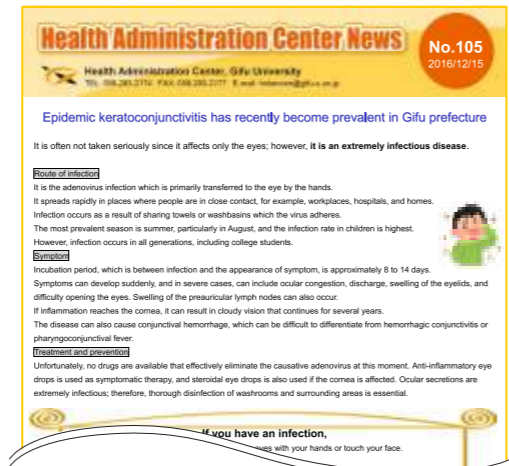 Health Administration Center News
No.105
2016/12/15
Health Administration Center, Gifu University
Epidemic keratoconjunctivitis has recently become prevalent in Gifu prefecture
It is often not taken seriously since it affects only the eyes; however, it is an extremely infectious disease.
Route of infection
It is the adenovirus infection which is primarily transferred to the eye by the hands.
It spreads rapidly in places where people are in close contact, for example, workplaces, hospitals, and homes.
Infection occurs as a result of sharing towels or washbasins which the virus adheres.
The most prevalent season is summer, particularly in August, and the infection rate in children is highest.
However, infection occurs in all generations, including college students.
Symptom
Incubation period, which is between infection and the appearance of symptom, is approximately 8 to 14 days.
Symptoms can develop suddenly, and in severe cases, can include ocular congestion, discharge, swelling of the eyelids, and
difficulty opening the eyes. Swelling of the preauricular lymph nodes can also occur.
If inflammation reaches the cornea, it can result in cloudy vision that continues for several years.
The disease can also cause conjunctival hemorrhage, which can be difficult to differentiate from hemorrhagic conjunctivitis or
pharyngoconjunctival fever.
Treatment and prevention
Unfortunately, no drugs are available that effectively eliminate the causative adenovirus at this moment. Anti-inflammatory eye
drops is used as symptomatic therapy, and steroidal eye drops is also used if the cornea is affected. Ocular secretions are
extremely infectious; therefore, thorough disinfection of washrooms and surrounding areas is essential.
If you have an infection,
with your hands or touch your face.